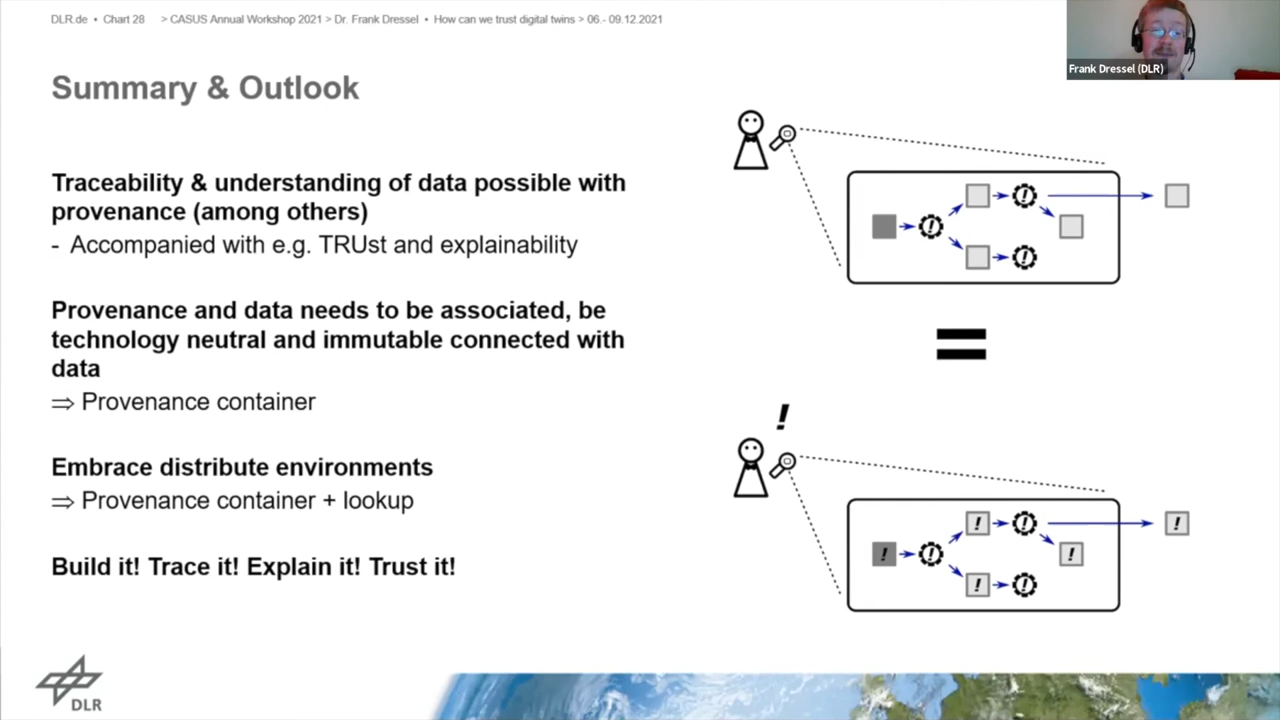 DLR.de • Chart 28 > CASUS Annual Workshop 2021 > Dr. Frank Dressel • How can we trust digital twins > 06.- 09.12.2021
Frank Dressel (DLR)
Summary & Outlook
Traceability & understanding of data possible with
provenance (among others)
- Accompanied with e.g. TRUst and explainability
Provenance and data needs to be associated, be
technology neutral and immutable connected with
data
⇒ Provenance container
Embrace distribute environments
⇒ Provenance container + lookup
Build it! Trace it! Explain it! Trust it!
!
!
!
=
!
!
!
!
!
!
!
!
!
DLR